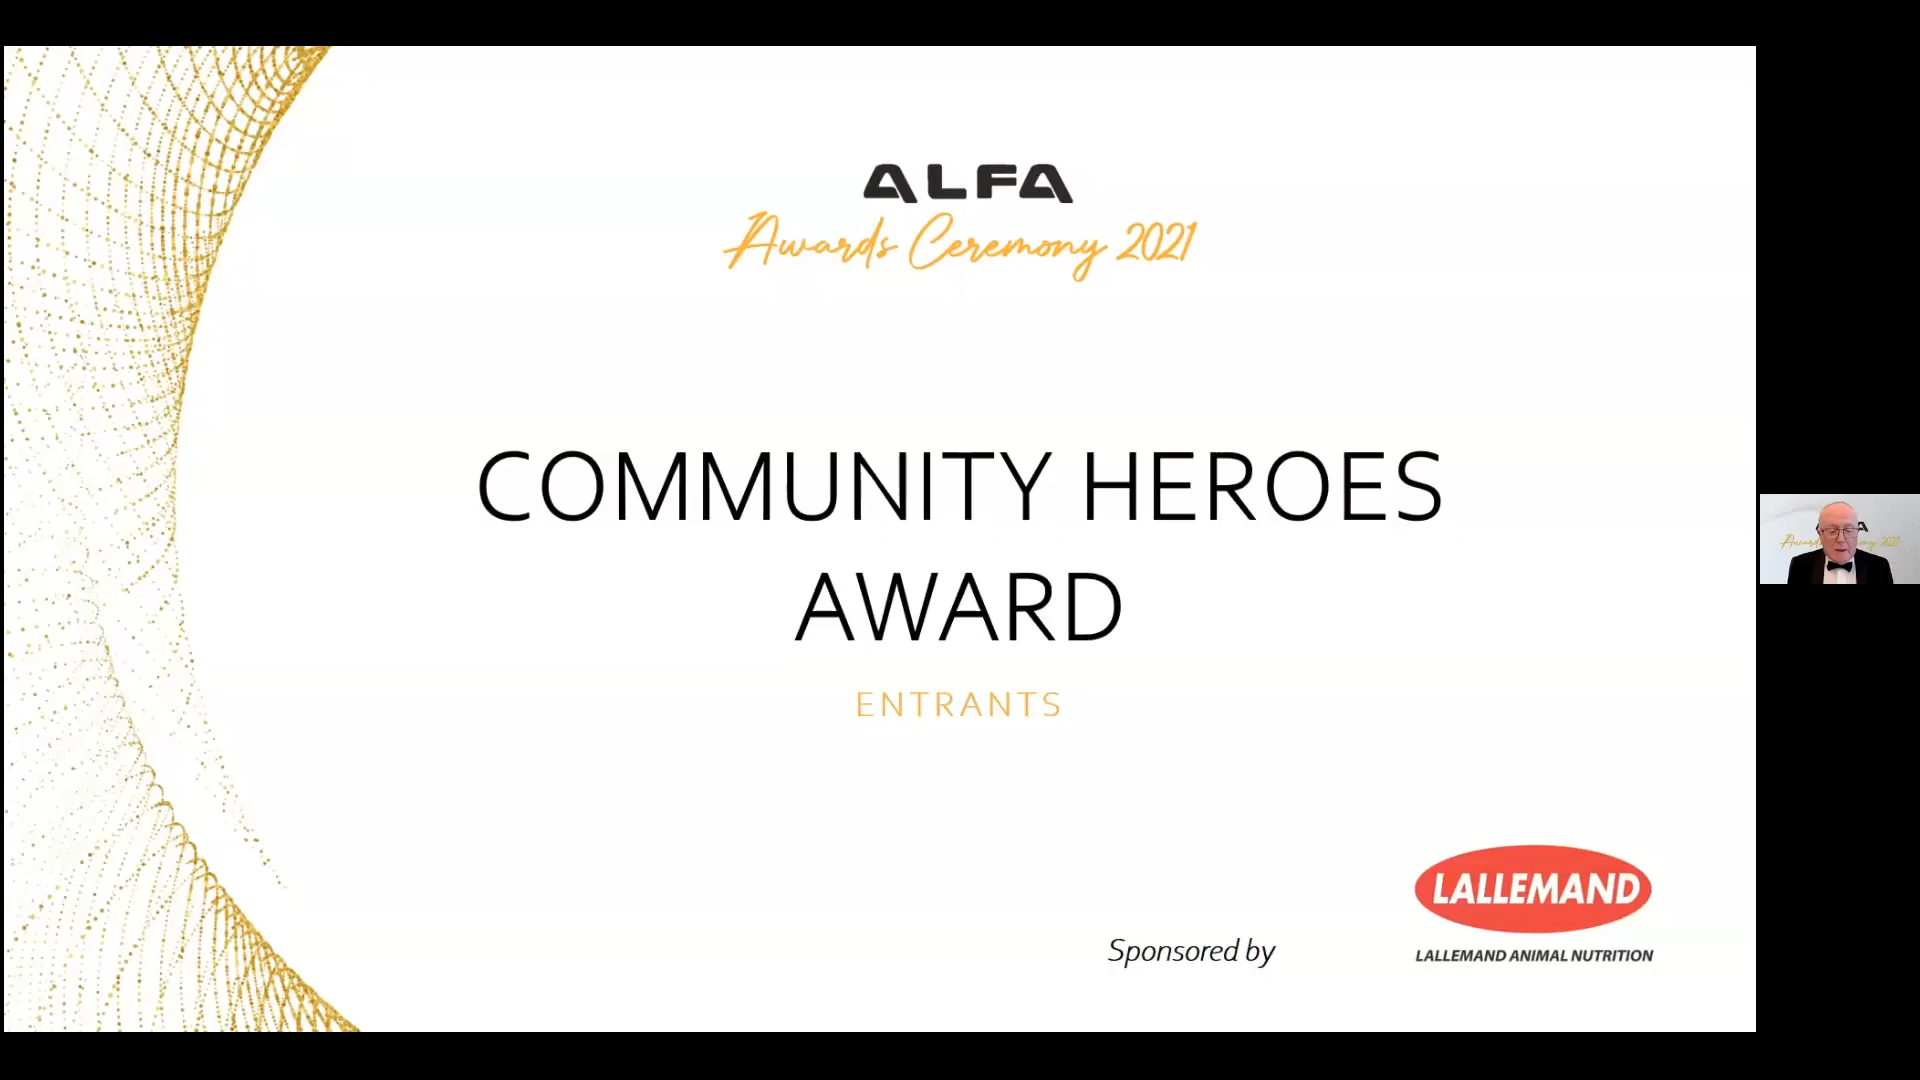 ALFA
Awards Ceremony 2021
COMMUNITY HEROES
AWARD
ENTRANTS
Sponsored by
LALLEMAND
LALLEMAND ANIMAL NUTRITION